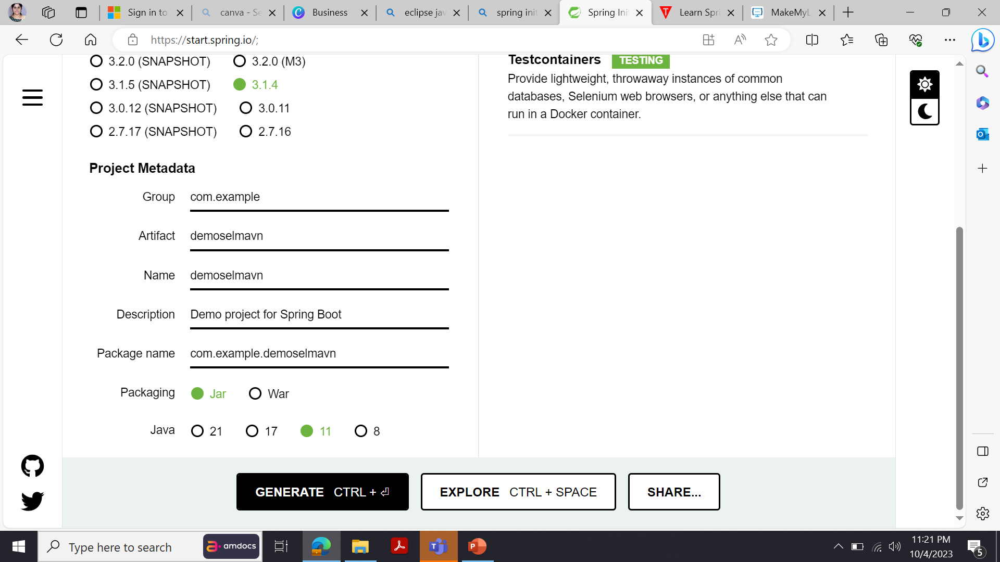 Sign in to
canva - Se
Business
eclipse jav
spring init
Spring Init
Learn Spri
MakeMyL
https://start.spring.io/;
3.2.0 (SNAPSHOT) 3.2.0 (M3)
3.1.5 (SNAPSHOT) 3.1.4
3.0.12 (SNAPSHOT) 3.0.11
2.7.17 (SNAPSHOT) 2.7.16
Project Metadata
Group com.example
Artifact demoselmavn
Name demoselmavn
Description Demo project for Spring Boot
Package name com.example.demoselmavn
Packaging Jar War
Java 21 17 11 8
Testcontainers TESTING
Provide lightweight, throwaway instances of common
databases, Selenium web browsers, or anything else that can
run in a Docker container.
GENERATE CTRL + ⏎
EXPLORE CTRL + SPACE
SHARE...
Type here to search
amdocs
11:21 PM
10/4/2023
5